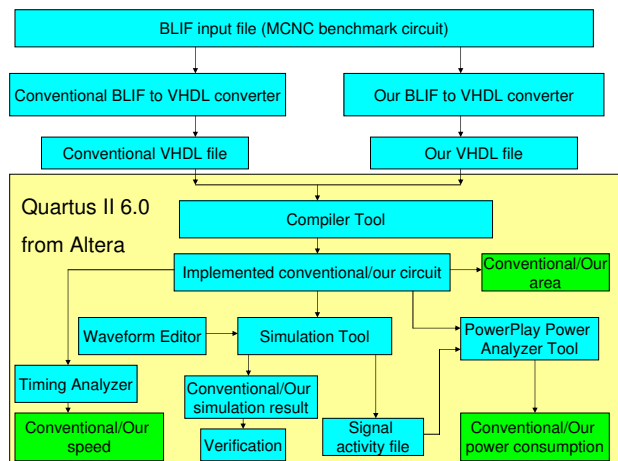 BLIF input file (MCNC benchmark circuit)
Conventional BLIF to VHDL converter
Our BLIF to VHDL converter
Conventional VHDL file
Our VHDL file
Quartus II 6.0
from Altera
Compiler Tool
Implemented conventional/our circuit
Conventional/Our
area
Waveform Editor
Simulation Tool
PowerPlay Power
Analyzer Tool
Timing Analyzer
Conventional/Our
simulation result
Conventional/Our
speed
Verification
Signal
activity file
Conventional/Our
power consumption